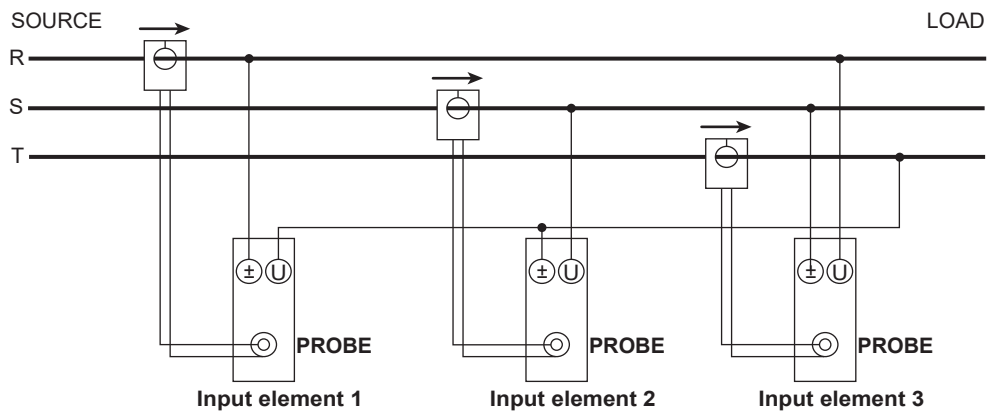 SOURCE
LOAD
R
S
T
± U
± U
± U
PROBE
PROBE
PROBE
Input element 1
Input element 2
Input element 3